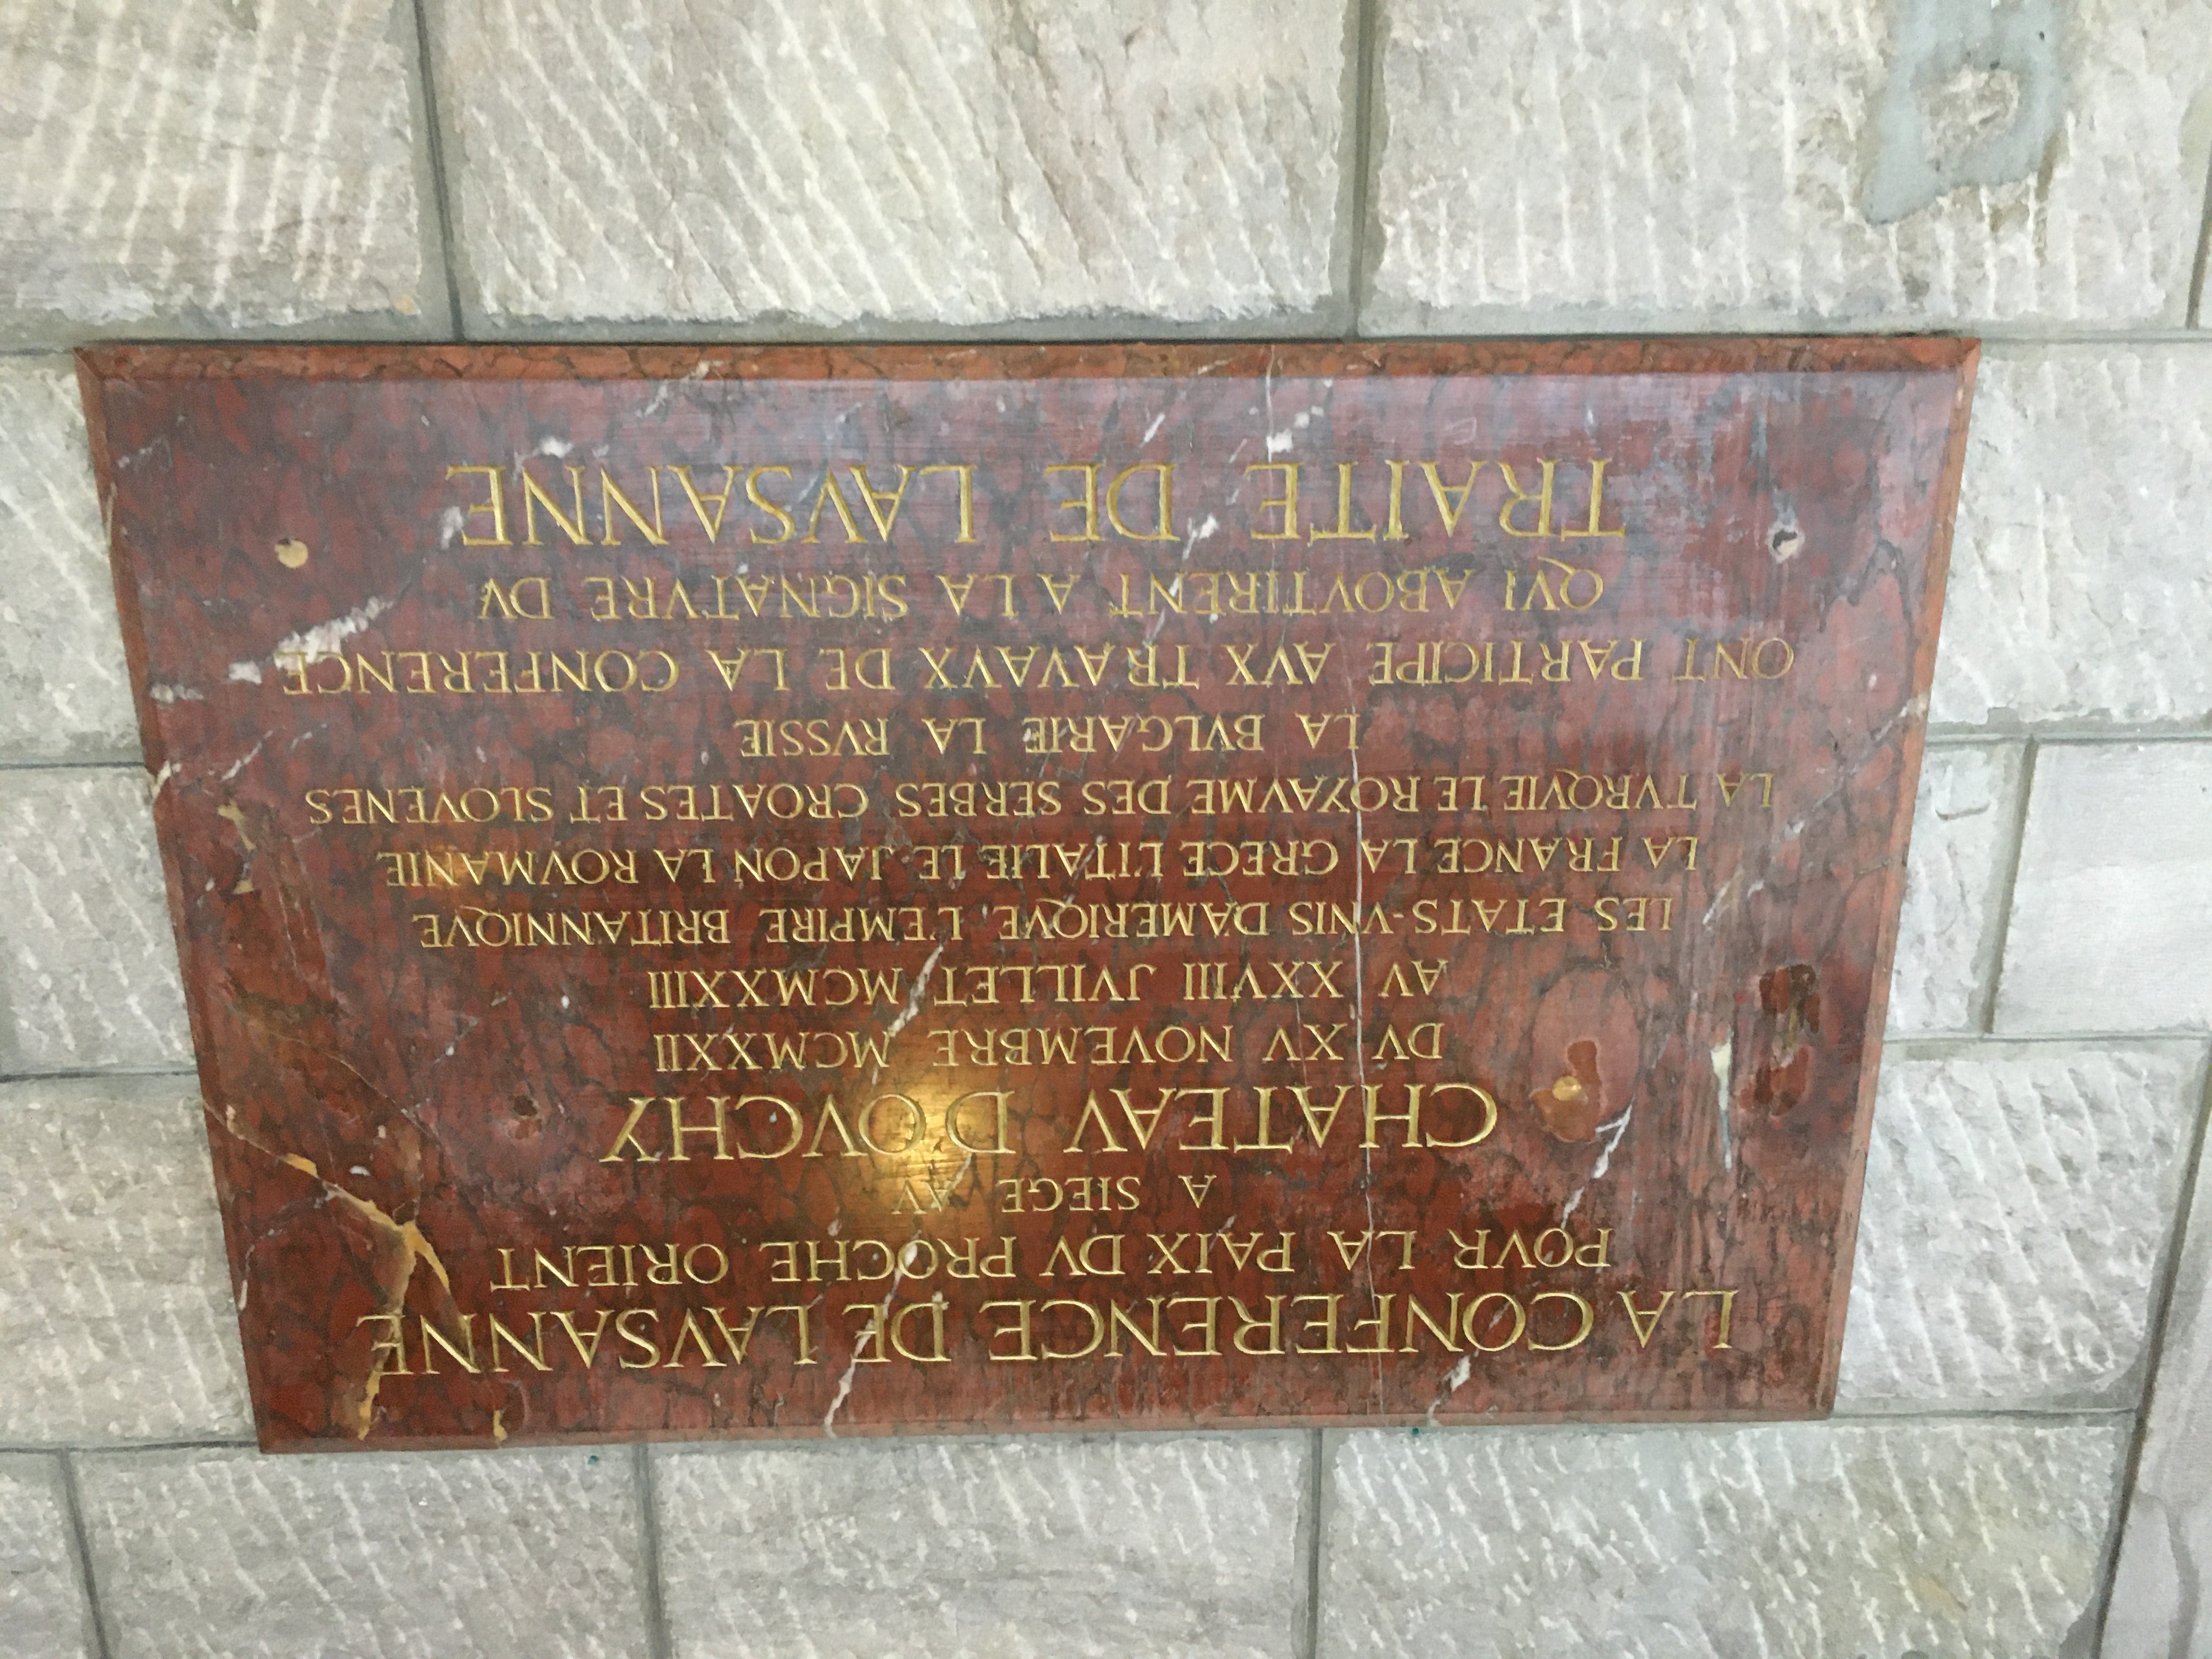 LA CONFERENCE DE LAVSANNE
POVR LA PAIX DV PROCHE ORIENT
A SIEGE AV
CHATEAV D'OVCHY
DV XV NOVEMBRE MCMXXII
AV XXVIII JVILLET MCMXXIII
LES ETATS-VNIS D'AMERIQVE L'EMPIRE BRITANNIQVE
LA FRANCE LA GRECE L'ITALIE LE JAPON LA ROVMANIE
LA TVRQVIE LE ROYAVME DES SERBES CROATES ET SLOVENES
LA BVLGARIE LA RVSSIE
ONT PARTICIPE AVX TRAVAVX DE LA CONFERENCE
QVI ABOVTIRENT A LA SIGNATVRE DV
TRAITE DE LAVSANNE